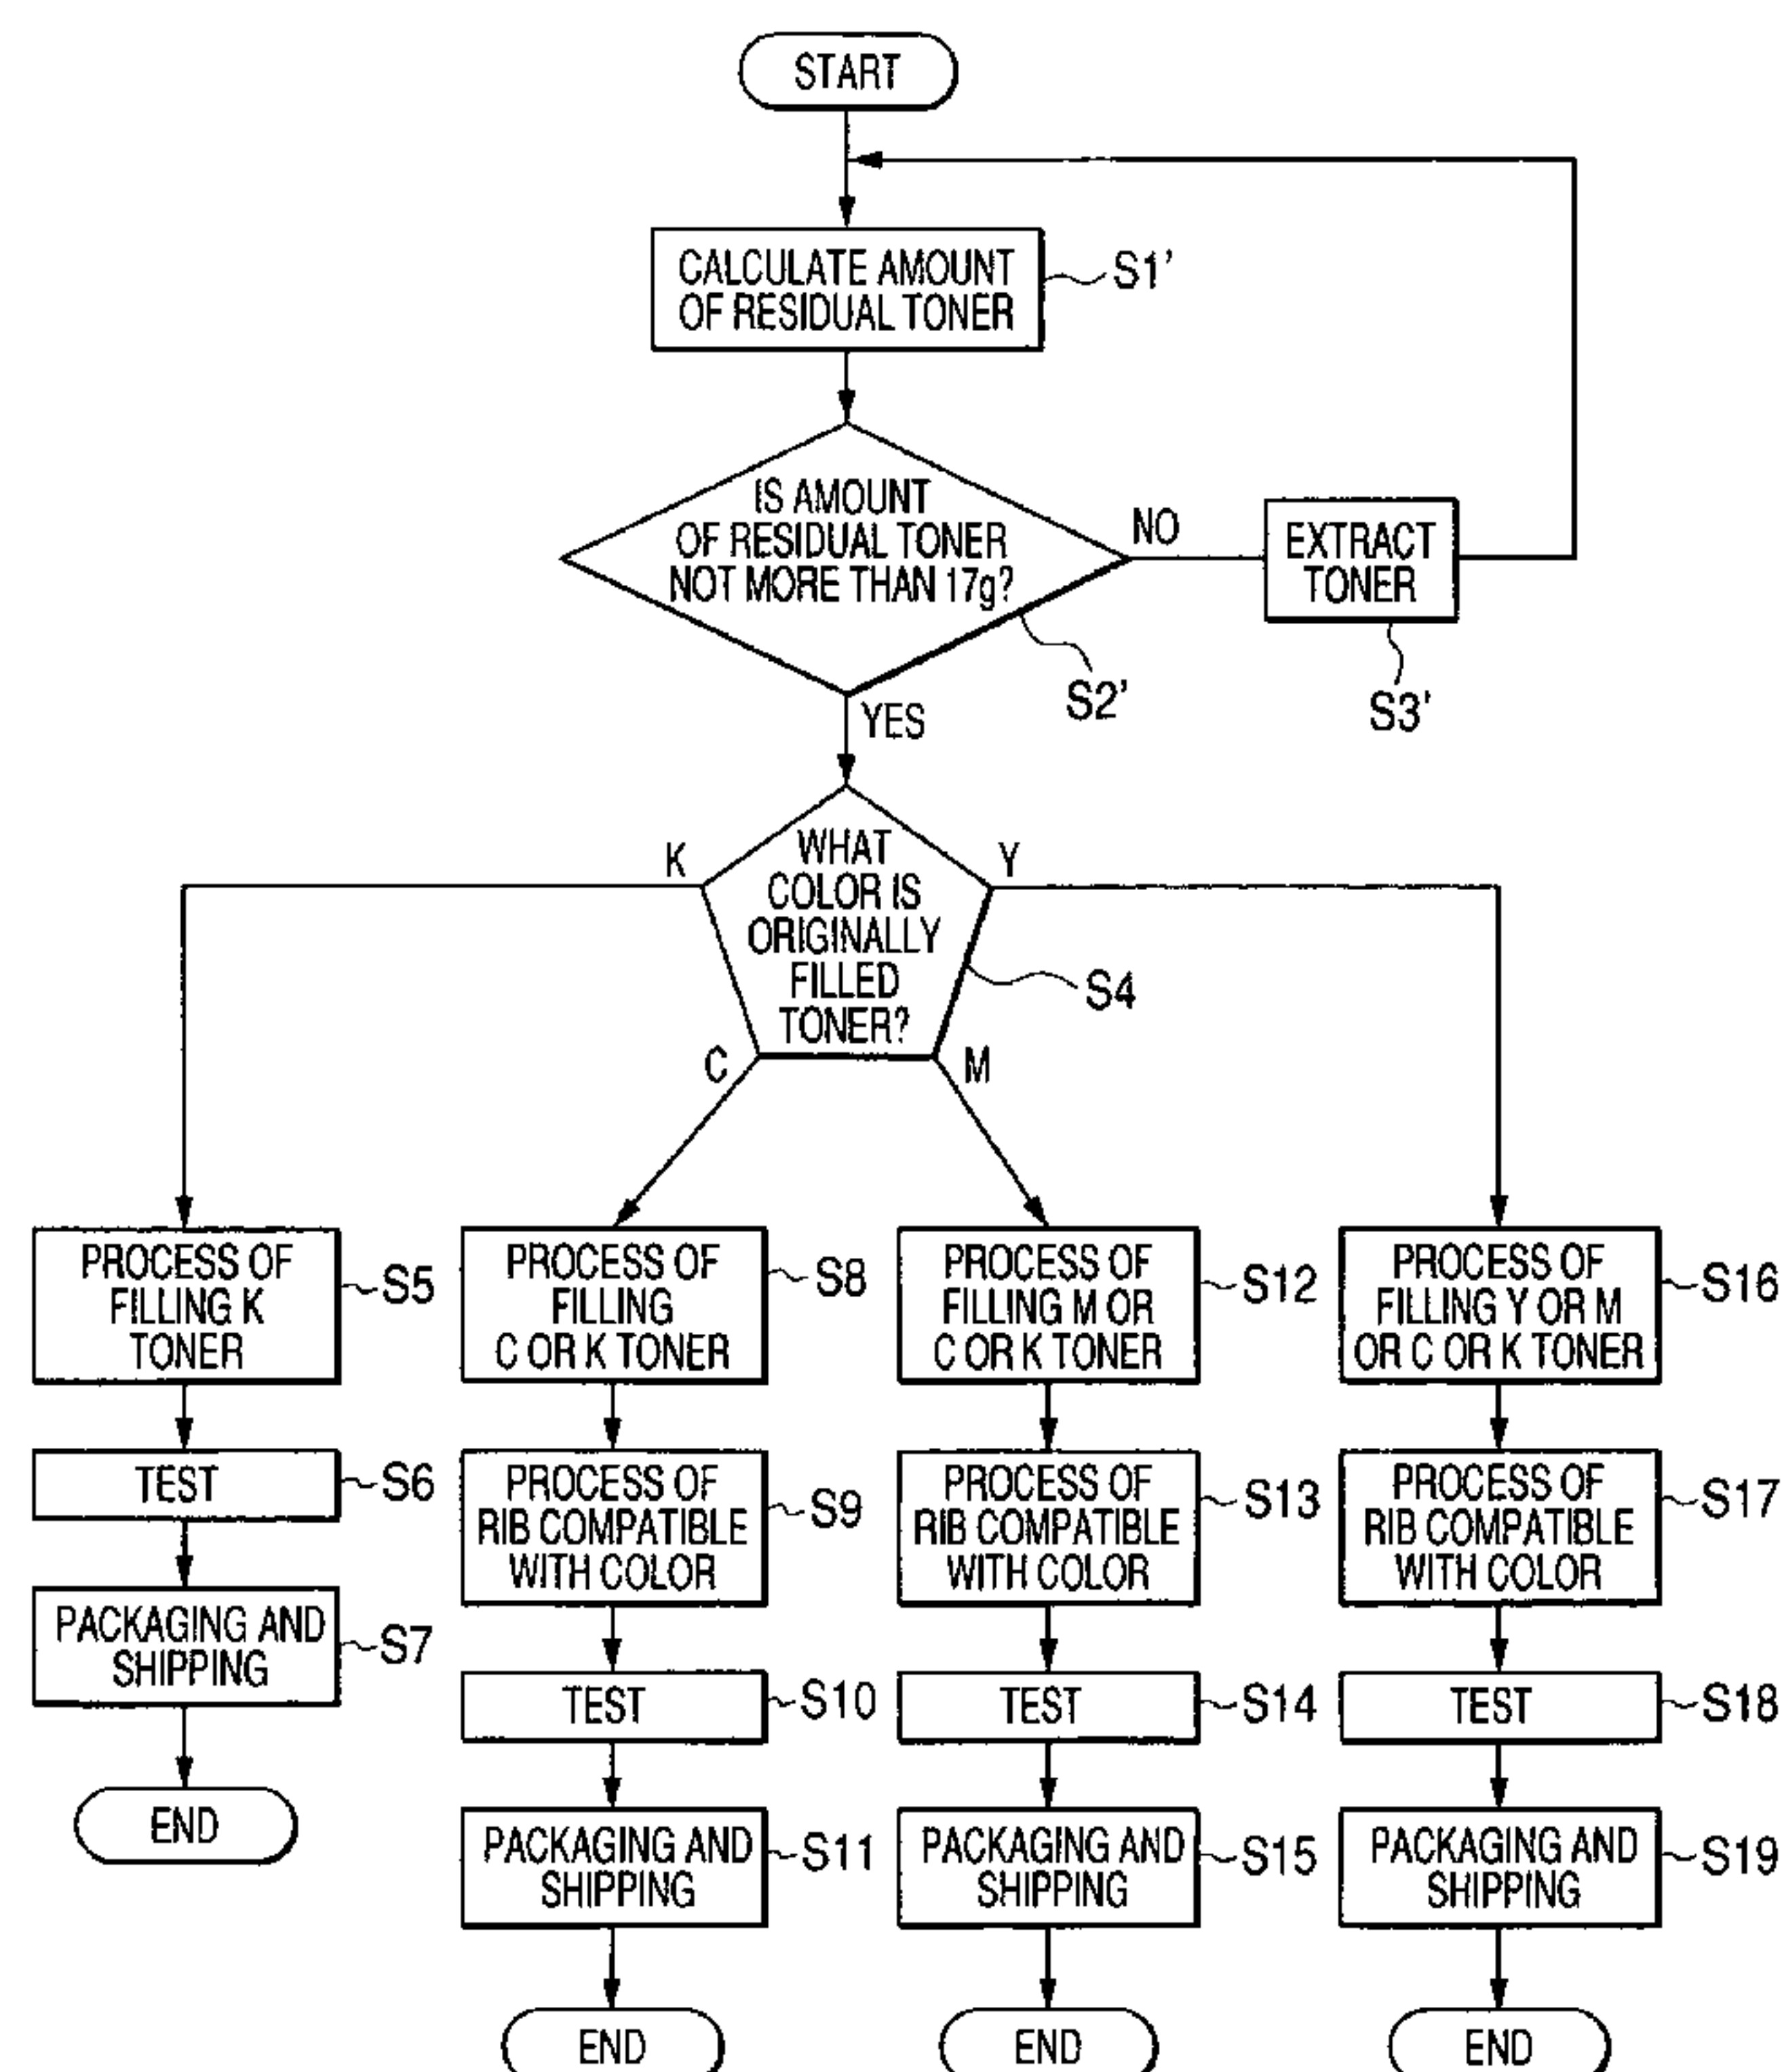 START
CALCULATE AMOUNT
OF RESIDUAL TONER
S1'
IS AMOUNT
OF RESIDUAL TONER
NOT MORE THAN 17g?
NO
EXTRACT
TONER
S2'
S3'
YES
WHAT
COLOR IS
ORIGINALLY
FILLED
TONER?
K
Y
S4
C
M
PROCESS OF
FILLING K
TONER
S5
PROCESS OF
FILLING
C OR K TONER
S8
PROCESS OF
FILLING M OR
C OR K TONER
S12
PROCESS OF
FILLING Y OR M
OR C OR K TONER
S16
TEST
S6
PROCESS OF
RIB COMPATIBLE
WITH COLOR
S9
PROCESS OF
RIB COMPATIBLE
WITH COLOR
S13
PROCESS OF
RIB COMPATIBLE
WITH COLOR
S17
PACKAGING AND
SHIPPING
S7
TEST
S10
TEST
S14
TEST
S18
END
PACKAGING AND
SHIPPING
S11
PACKAGING AND
SHIPPING
S15
PACKAGING AND
SHIPPING
S19
END
END
END